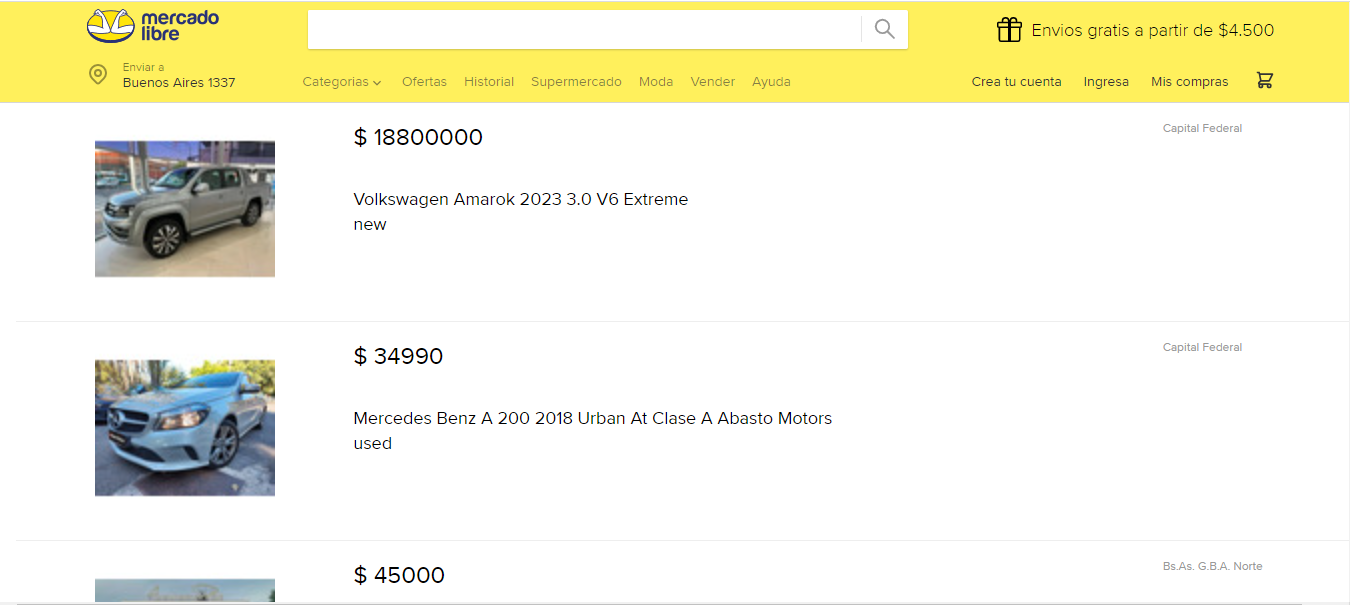 mercado
libre
Envios gratis a partir de $4.500
Enviar a
Buenos Aires 1337
Categorias Ofertas Historial Supermercado Moda Vender Ayuda
Crea tu cuenta Ingresa Mis compras
$ 18800000
Capital Federal
Volkswagen Amarok 2023 3.0 V6 Extreme
new
$ 34990
Capital Federal
Mercedes Benz A 200 2018 Urban At Clase A Abasto Motors
used
$ 45000
Bs.As. G.B.A. Norte